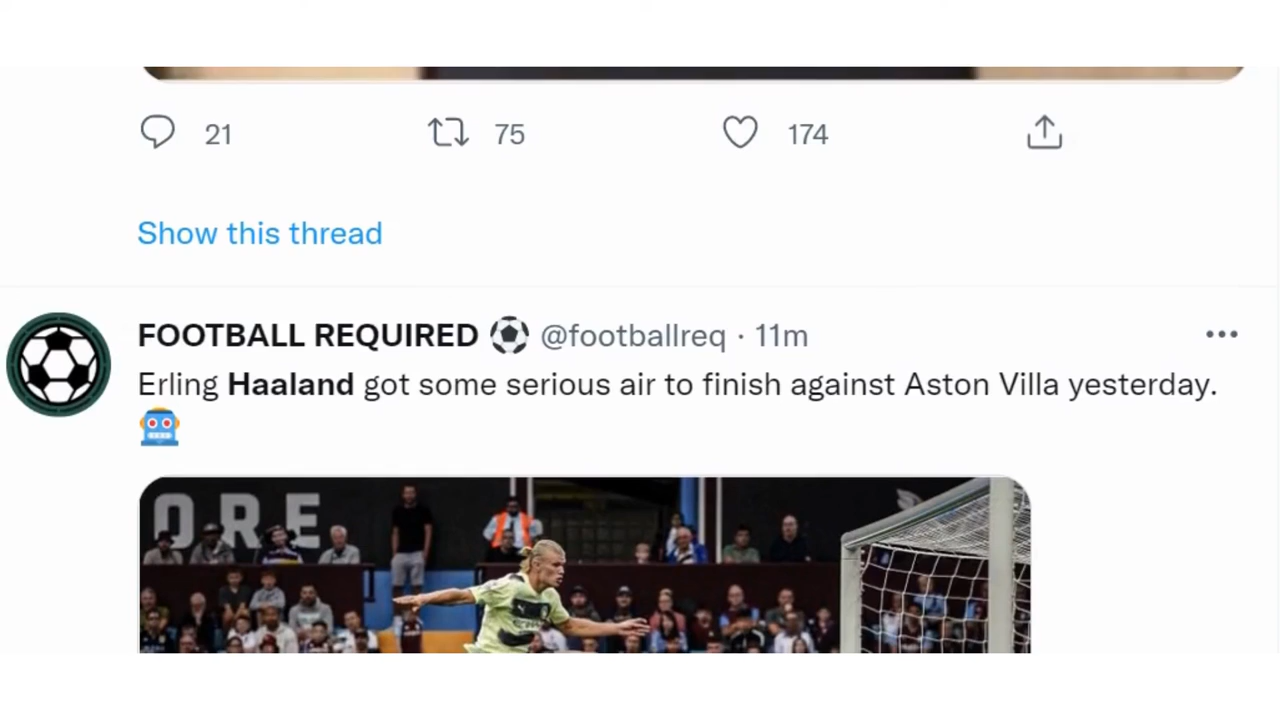 21 75 174
Show this thread
FOOTBALL REQUIRED ⚽ @footballreq · 11m
Erling Haaland got some serious air to finish against Aston Villa yesterday.
🤖
ORE